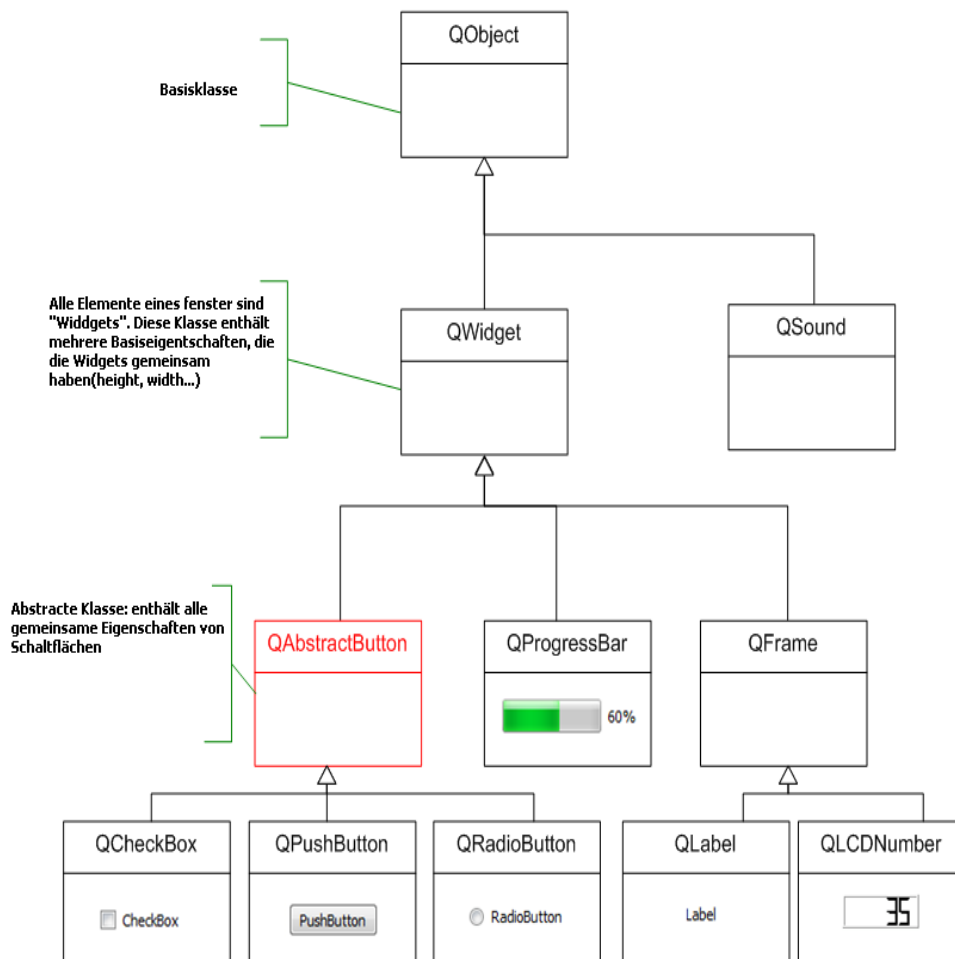 QObject
Basisklasse
Alle Elemente eines fenster sind
"Widdgets". Diese Klasse enthält
mehrere Basiseigentschaften, die
die Widgets gemeinsam
haben(height, width...)
QWidget
QSound
Abstracte Klasse: enthält alle
gemeinsame Eigenschaften von
Schaltflächen
QAbstractButton
QProgressBar
QFrame
60%
QCheckBox
QPushButton
QRadioButton
QLabel
QLCDNumber
CheckBox
PushButton
RadioButton
Label
35